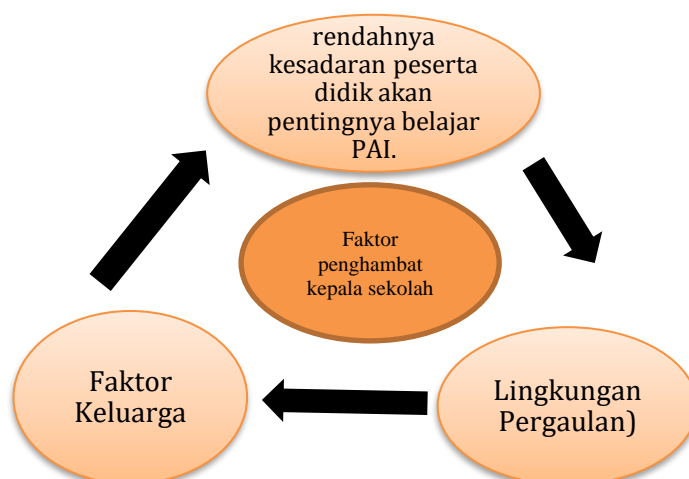 rendahnya
kesadaran peserta
didik akan
pentingnya belajar
PAI.
Faktor
penghambat
kepala sekolah
Faktor
Keluarga
Lingkungan
Pergaulan)